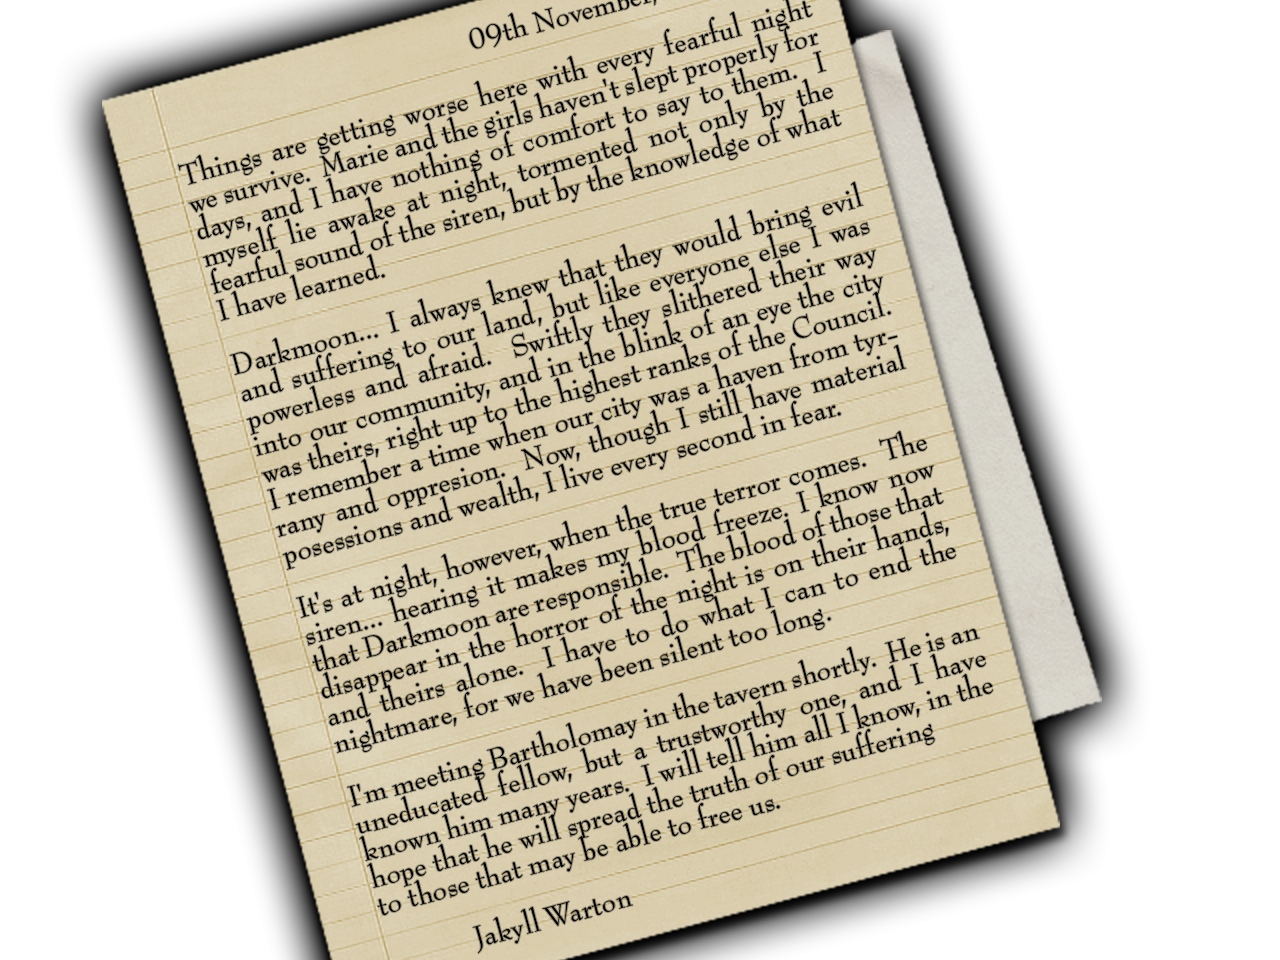 09th November,
Things are getting worse here with every fearful night
we survive. Marie and the girls haven't slept properly for
days, and I have nothing of comfort to say to them. I
myself lie awake at night, tormented not only by the
fearful sound of the siren, but by the knowledge of what
I have learned.
Darkmoon... I always knew that they would bring evil
and suffering to our land, but like everyone else I was
powerless and afraid. Swiftly they slithered their way
into our community, and in the blink of an eye the city
was theirs, right up to the highest ranks of the Council.
I remember a time when our city was a haven from tyr-
rany and oppresion. Now, though I still have material
posessions and wealth, I live every second in fear.
It's at night, however, when the true terror comes. The
siren... hearing it makes my blood freeze. I know now
that Darkmoon are responsible. The blood of those that
disappear in the horror of the night is on their hands,
and theirs alone. I have to do what I can to end the
nightmare, for we have been silent too long.
I'm meeting Bartholomay in the tavern shortly. He is an
uneducated fellow, but a trustworthy one, and I have
known him many years. I will tell him all I know, in the
hope that he will spread the truth of our suffering
to those that may be able to free us.
Jakyll Warton